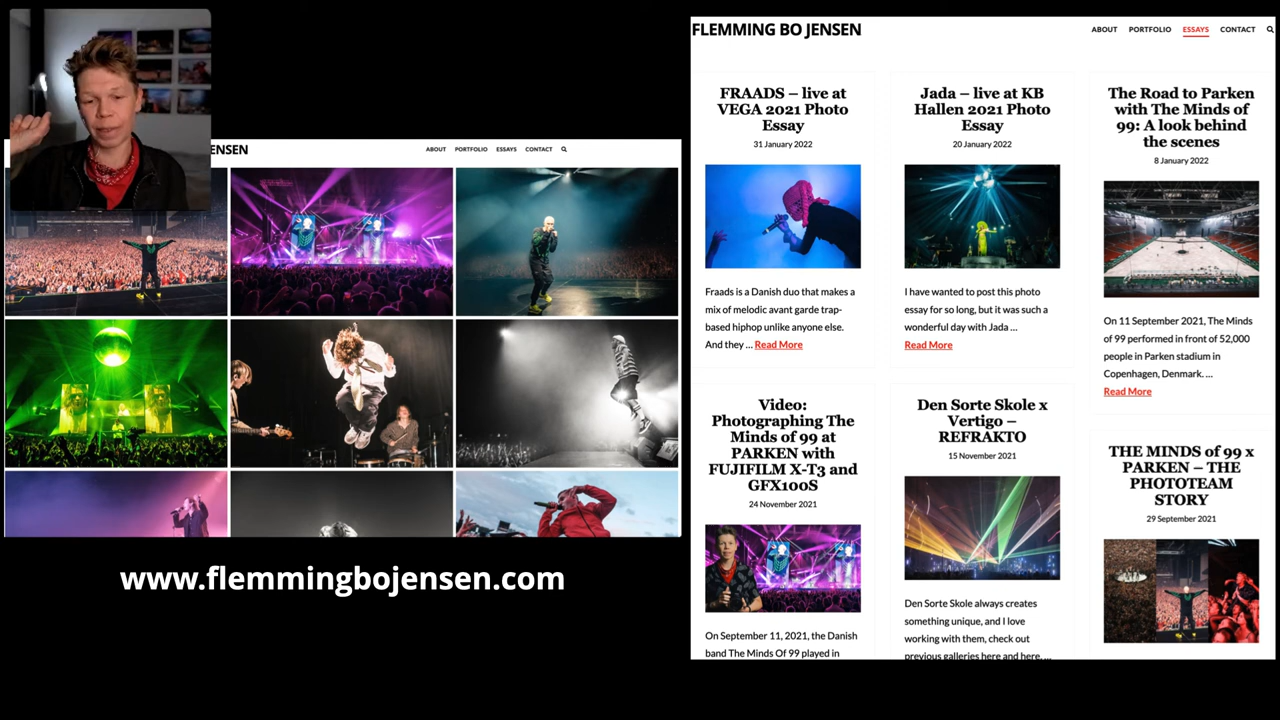 ENSEN
ABOUT PORTFOLIO ESSAYS CONTACT
www.flemmingbojensen.com
FLEMMING BO JENSEN
ABOUT PORTFOLIO ESSAYS CONTACT
FRAADS – live at
VEGA 2021 Photo
Essay
31 January 2022
Fraads is a Danish duo that makes a
mix of melodic avant garde trap-
based hiphop unlike anyone else.
And they ... Read More
Jada – live at KB
Hallen 2021 Photo
Essay
20 January 2022
I have wanted to post this photo
essay for so long, but it was such a
wonderful day with Jada ...
Read More
The Road to Parken
with The Minds of
99: A look behind
the scenes
8 January 2022
On 11 September 2021, The Minds
of 99 performed in front of 52,000
people in Parken stadium in
Copenhagen, Denmark. ...
Read More
Video:
Photographing The
Minds of 99 at
PARKEN with
FUJIFILM X-T3 and
GFX100S
24 November 2021
On September 11, 2021, the Danish
band The Minds Of 99 played in
Den Sorte Skole x
Vertigo –
REFRAKTO
15 November 2021
Den Sorte Skole always creates
something unique, and I love
working with them, check out
previous galleries here and here. ...
THE MINDS of 99 x
PARKEN – THE
PHOTOTEAM
STORY
29 September 2021